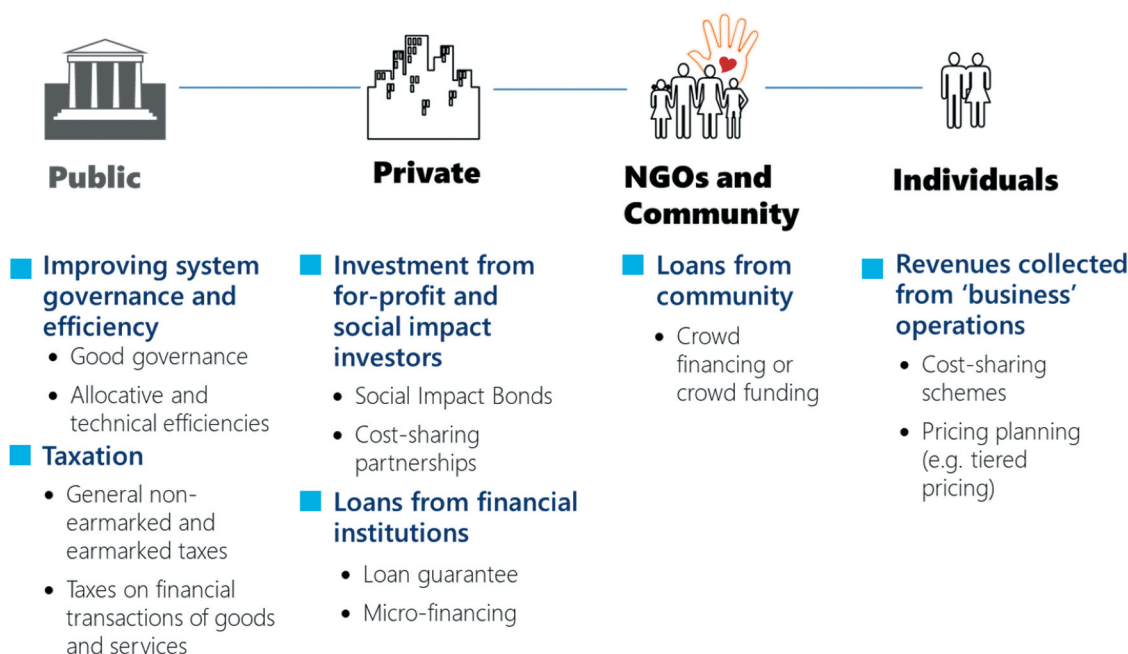 Public
Improving system
governance and
efficiency
• Good governance
• Allocative and
technical efficiencies
Taxation
• General non-
earmarked and
earmarked taxes
• Taxes on financial
transactions of goods
and services
Private
Investment from
for-profit and
social impact
investors
• Social Impact Bonds
• Cost-sharing
partnerships
Loans from financial
institutions
• Loan guarantee
• Micro-financing
NGOs and
Community
Loans from
community
• Crowd
financing or
crowd funding
Individuals
Revenues collected
from ‘business’
operations
• Cost-sharing
schemes
• Pricing planning
(e.g. tiered
pricing)